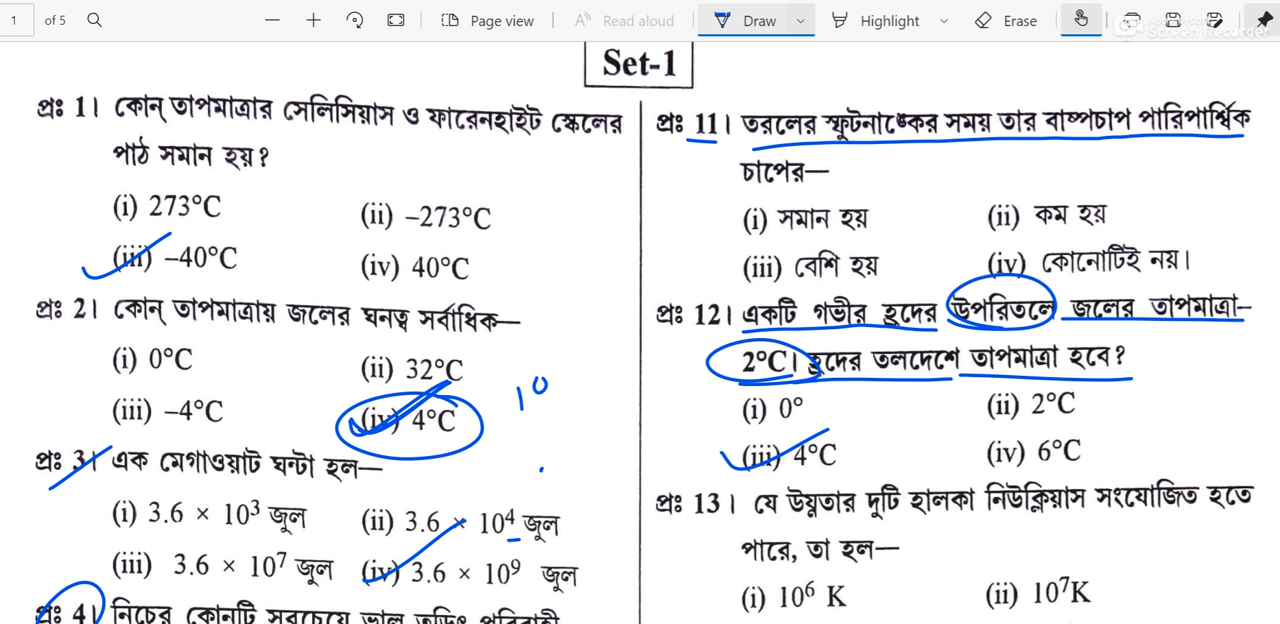 1 of 5 Page view Read aloud Draw Highlight Erase
Screen Recorder
Set-1
প্রঃ 1। কোন্ তাপমাত্রার সেলিসিয়াস ও ফারেনহাইট স্কেলের
পাঠ সমান হয়?
(i) 273°C (ii) –273°C
(iii) –40°C (iv) 40°C
প্রঃ 2। কোন্ তাপমাত্রায় জলের ঘনত্ব সর্বাধিক—
(i) 0°C (ii) 32°C
(iii) –4°C (iv) 4°C
10
প্রঃ 3। এক মেগাওয়াট ঘন্টা হল—
(i) 3.6 × 10³ জুল (ii) 3.6 × 10⁴ জুল
(iii) 3.6 × 10⁷ জুল (iv) 3.6 × 10⁹ জুল
প্রঃ 4। নিচের কোনটি সবচেয়ে ভাল তড়িৎ পরিবাহী
প্রঃ 11। তরলের স্ফুটনাঙ্কের সময় তার বাষ্পচাপ পারিপার্শ্বিক
চাপের—
(i) সমান হয় (ii) কম হয়
(iii) বেশি হয় (iv) কোনোটিই নয়।
প্রঃ 12। একটি গভীর হ্রদের উপরিতলে জলের তাপমাত্রা–
2°C। হ্রদের তলদেশে তাপমাত্রা হবে?
(i) 0° (ii) 2°C
(iii) 4°C (iv) 6°C
প্রঃ 13। যে উষ্ণতার দুটি হালকা নিউক্লিয়াস সংযোজিত হতে
পারে, তা হল—
(i) 10⁶ K (ii) 10⁷K